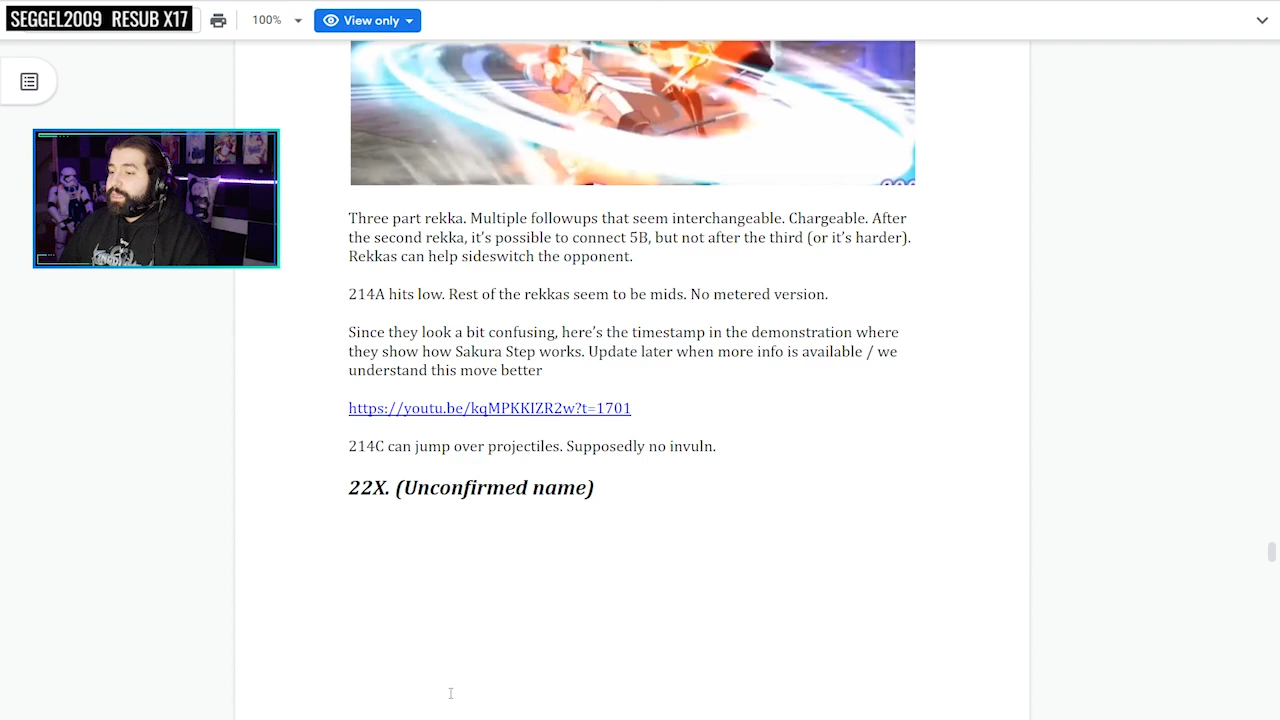 SEGGEL2009 RESUB X17
100%
View only
Three part rekka. Multiple followups that seem interchangeable. Chargeable. After
the second rekka, it's possible to connect 5B, but not after the third (or it's harder).
Rekkas can help sideswitch the opponent.
214A hits low. Rest of the rekkas seem to be mids. No metered version.
Since they look a bit confusing, here's the timestamp in the demonstration where
they show how Sakura Step works. Update later when more info is available / we
understand this move better
https://youtu.be/kqMPKKIZR2w?t=1701
214C can jump over projectiles. Supposedly no invuln.
22X. (Unconfirmed name)